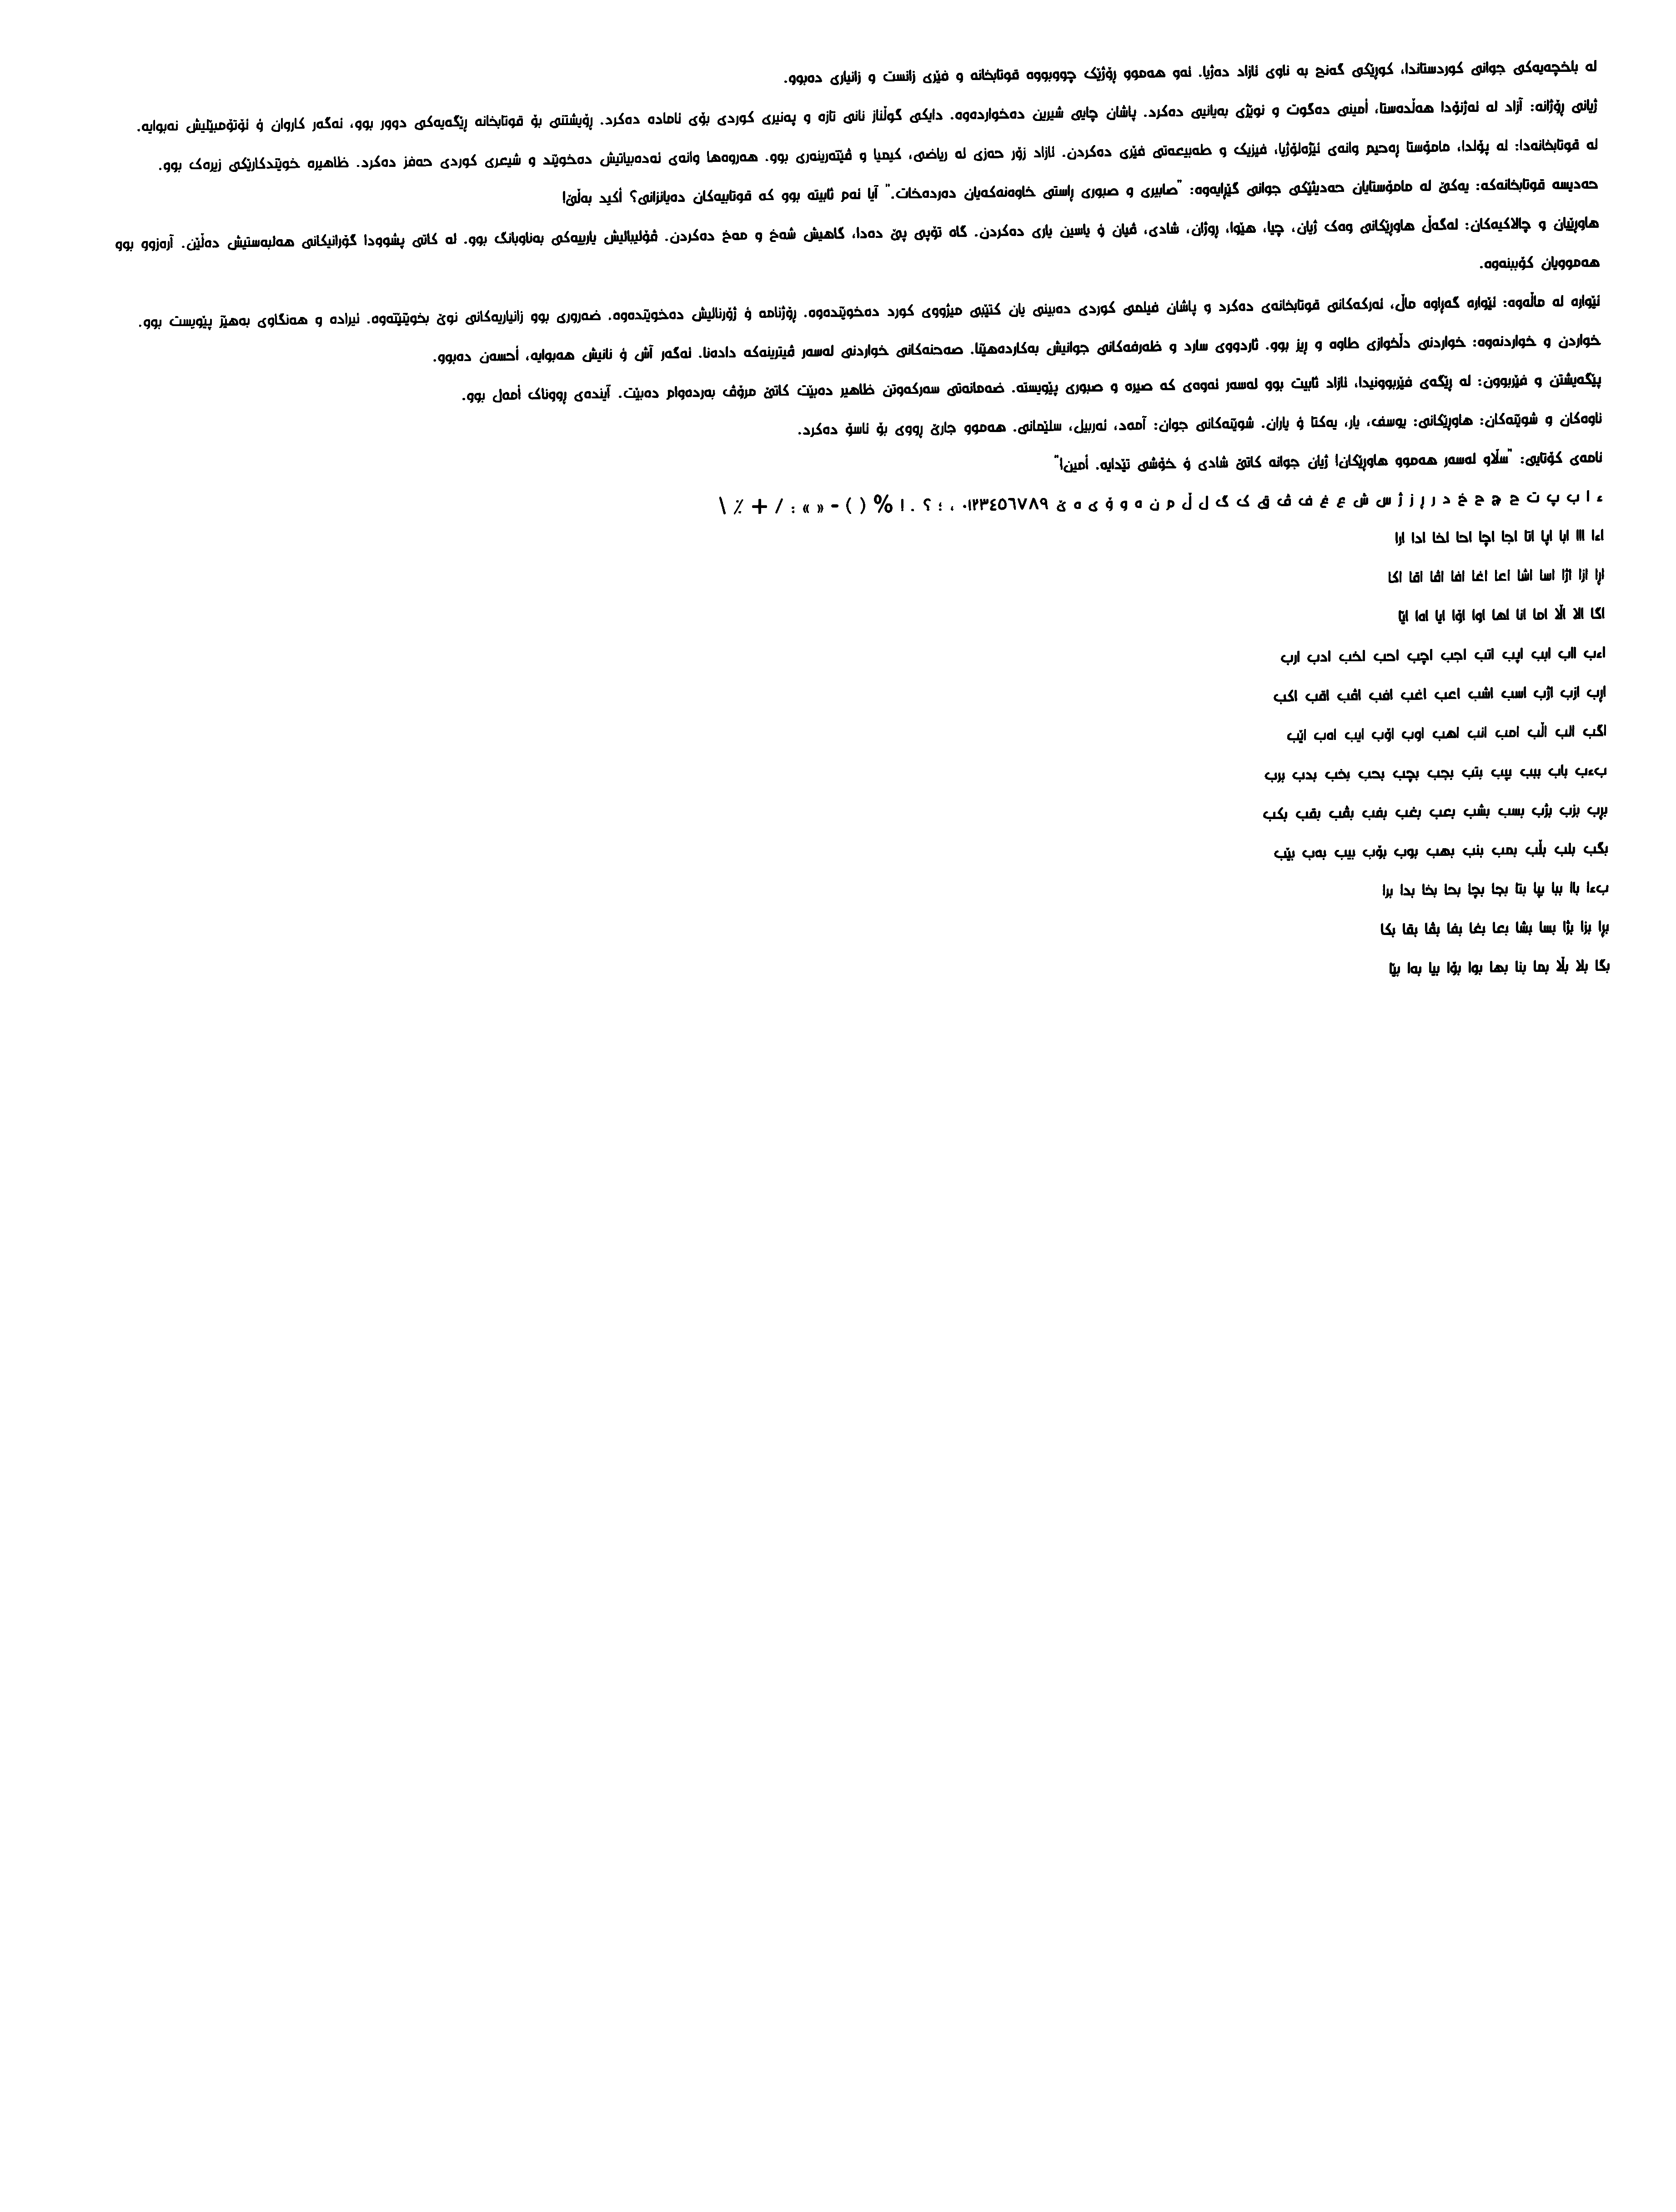 لە باخچەیەکی جوانی کوردستاندا، کوڕێکی گەنج بە ناوی ئازاد دەژیا. ئەو هەموو ڕۆژێک چووبووە قوتابخانە و فێری زانست و زانیاری دەبوو.
ژیانی ڕۆژانە: آزاد لە ئەژنۆدا هەڵدەستا، أمینی دەگوت و نوێژی بەیانیی دەکرد. پاشان چایی شیرین دەخواردەوە. دایکی گوڵناز نانی تازە و پەنیری کوردی بۆی ئامادە دەکرد. ڕۆیشتنی بۆ قوتابخانە ڕێگەیەکی دوور بوو، ئەگەر کاروان ؤ ئۆتۆمبێلیش نەبوایە.
لە قوتابخانەدا: لە پۆلدا، مامۆستا ڕەحیم وانەی ئێژەلۆژیا، فیزیک و طەبیعەتی فێری دەکردن. ئازاد زۆر حەزی لە ریاضی، کیمیا و ڤێتەرینەری بوو. هەروەها وانەی ئەدەبیاتیش دەخوێند و شیعری کوردی حەفز دەکرد. ظاهیرە خوێندکارێکی زیرەک بوو.
حەدیسە قوتابخانەکە: یەکێ لە مامۆستایان حەدیثێکی جوانی گێڕایەوە: "صابیری و صبوری ڕاستی خاوەنەکەیان دەردەخات." آیا ئەم ثابیتە بوو کە قوتابیەکان دەیانزانی؟ أکید بەڵێ!
هاوڕێیان و چالاکیەکان: لەگەڵ هاوڕێکانی وەک ژیان، چیا، هێوا، ڕوژان، شادی، ڤیان ؤ یاسین یاری دەکردن. گاە تۆپی پێ دەدا، گاهیش شەخ و مەخ دەکردن. ڤۆلیبالیش یارییەکی بەناوبانگ بوو. لە کاتی پشوودا گۆرانیکانی هەلبەستیش دەڵێن. آرەزوو بوو
هەموویان کۆببنەوە.
ئێوارە لە ماڵەوە: ئێوارە گەڕاوە ماڵ، ئەرکەکانی قوتابخانەی دەکرد و پاشان فیلمی کوردی دەبینی یان کتێبی میژووی کورد دەخوێندەوە. ڕۆژنامە ؤ ژۆرنالیش دەخوێندەوە. ضەروری بوو زانیاریەکانی نوێ بخوێنێتەوە. ئیرادە و هەنگاوی بەهێز پێویست بوو.
خواردن و خواردنەوە: خواردنی دڵخوازی طاوە و ڕیز بوو. ئاردووی سارد و ظەرفەکانی جوانیش بەکاردەهێنا. صەحنەکانی خواردنی لەسەر ڤیترینەکە دادەنا. ئەگەر آش ؤ نانیش هەبوایە، أحسەن دەبوو.
پێگەیشتن و فێربوون: لە ڕێگەی فێربوونیدا، ئازاد ثابیت بوو لەسەر ئەوەی کە صیرە و صبوری پێویستە. ضەمانەتی سەرکەوتن ظاهیر دەبێت کاتێ مرۆڤ بەردەوام دەبێت. آیندەی ڕووناک أمەل بوو.
ناوەکان و شوێنەکان: هاوڕێکانی: یوسف، یار، یەکتا ؤ یاران. شوێنەکانی جوان: آمەد، ئەربیل، سلێمانی. هەموو جارێ ڕووی بۆ ئاسۆ دەکرد.
نامەی کۆتایی: "سڵاو لەسەر هەموو هاوڕێکان! ژیان جوانە کاتێ شادی ؤ خۆشی تێدایە. أمین!"
ء ا ب پ ت ج چ ح خ د ر ڕ ز ژ س ش ع غ ف ڤ ق ک گ ل ڵ م ن ە و ۆ ی ە ێ ٠١٢٣٤٥٦٧٨٩ ، ؛ ؟ . ! % ( ) - « » : / + ٪ \
اءا ااا ابا اپا اتا اجا اچا احا اخا ادا ارا
اڕا ازا اژا اسا اشا اعا اغا افا اڤا اقا اکا
اگا الا اڵا اما انا اها اوا اۆا ایا اەا اێا
اءب ااب ابب اپب اتب اجب اچب احب اخب ادب ارب
اڕب ازب اژب اسب اشب اعب اغب افب اڤب اقب اکب
اگب الب اڵب امب انب اهب اوب اۆب ایب اەب اێب
بءب باب ببب بپب بتب بجب بچب بحب بخب بدب برب
بڕب بزب بژب بسب بشب بعب بغب بفب بڤب بقب بکب
بگب بلب بڵب بمب بنب بهب بوب بۆب بیب بەب بێب
بءا باا ببا بپا بتا بجا بچا بحا بخا بدا برا
بڕا بزا بژا بسا بشا بعا بغا بفا بڤا بقا بکا
بگا بلا بڵا بما بنا بها بوا بۆا بیا بەا بێا